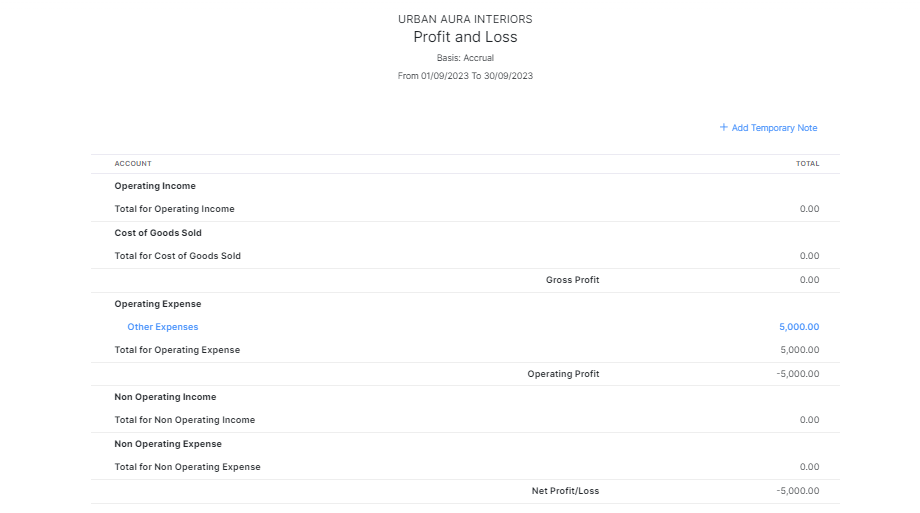 URBAN AURA INTERIORS
Profit and Loss
Basis: Accrual
From 01/09/2023 To 30/09/2023
+ Add Temporary Note
ACCOUNT TOTAL
Operating Income
Total for Operating Income 0.00
Cost of Goods Sold
Total for Cost of Goods Sold 0.00
Gross Profit 0.00
Operating Expense
Other Expenses 5,000.00
Total for Operating Expense 5,000.00
Operating Profit -5,000.00
Non Operating Income
Total for Non Operating Income 0.00
Non Operating Expense
Total for Non Operating Expense 0.00
Net Profit/Loss -5,000.00